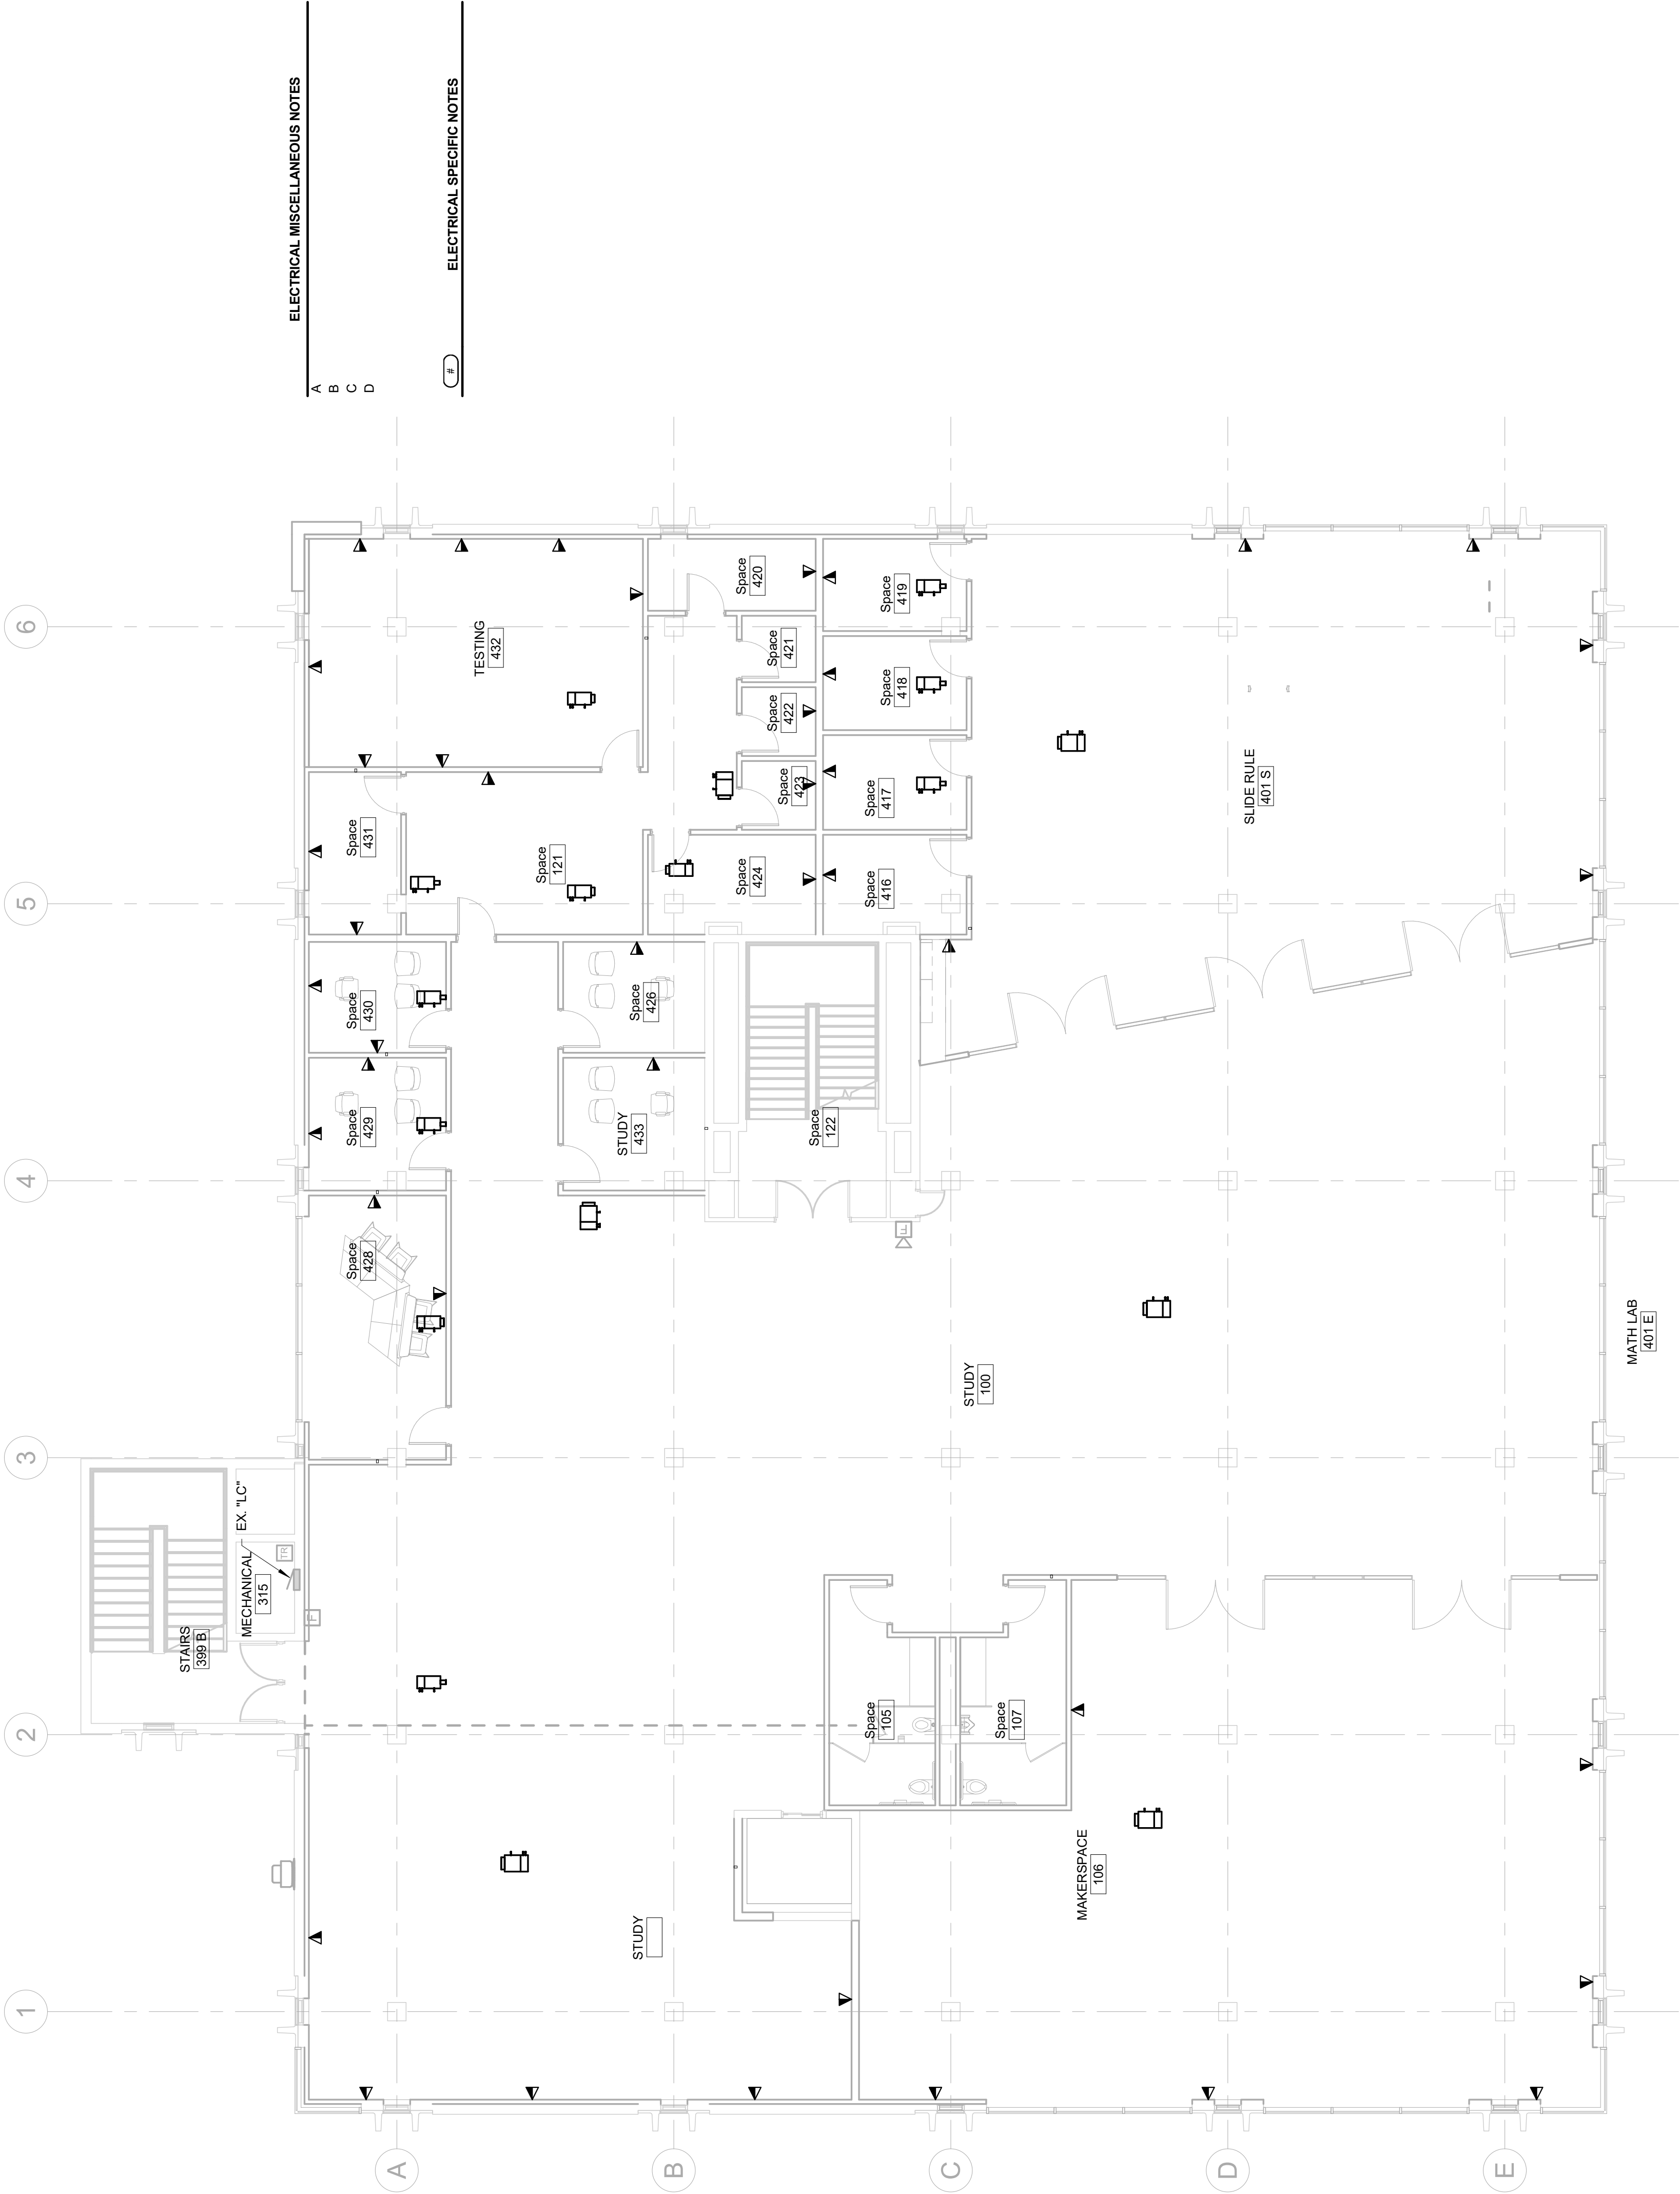 ELECTRICAL MISCELLANEOUS NOTES
A
B
C
D
ELECTRICAL SPECIFIC NOTES
#
1
2
3
4
5
6
A
B
C
D
E
STAIRS
399 B
MECHANICAL
315
EX. "LC"
TR
F
Space
428
Space
429
Space
430
Space
431
TESTING
432
Space
121
STUDY
433
Space
426
Space
424
Space
423
Space
422
Space
421
Space
420
Space
122
F
Space
416
Space
417
Space
418
Space
419
STUDY
Space
105
Space
107
STUDY
100
MAKERSPACE
106
SLIDE RULE
401 S
MATH LAB
401 E